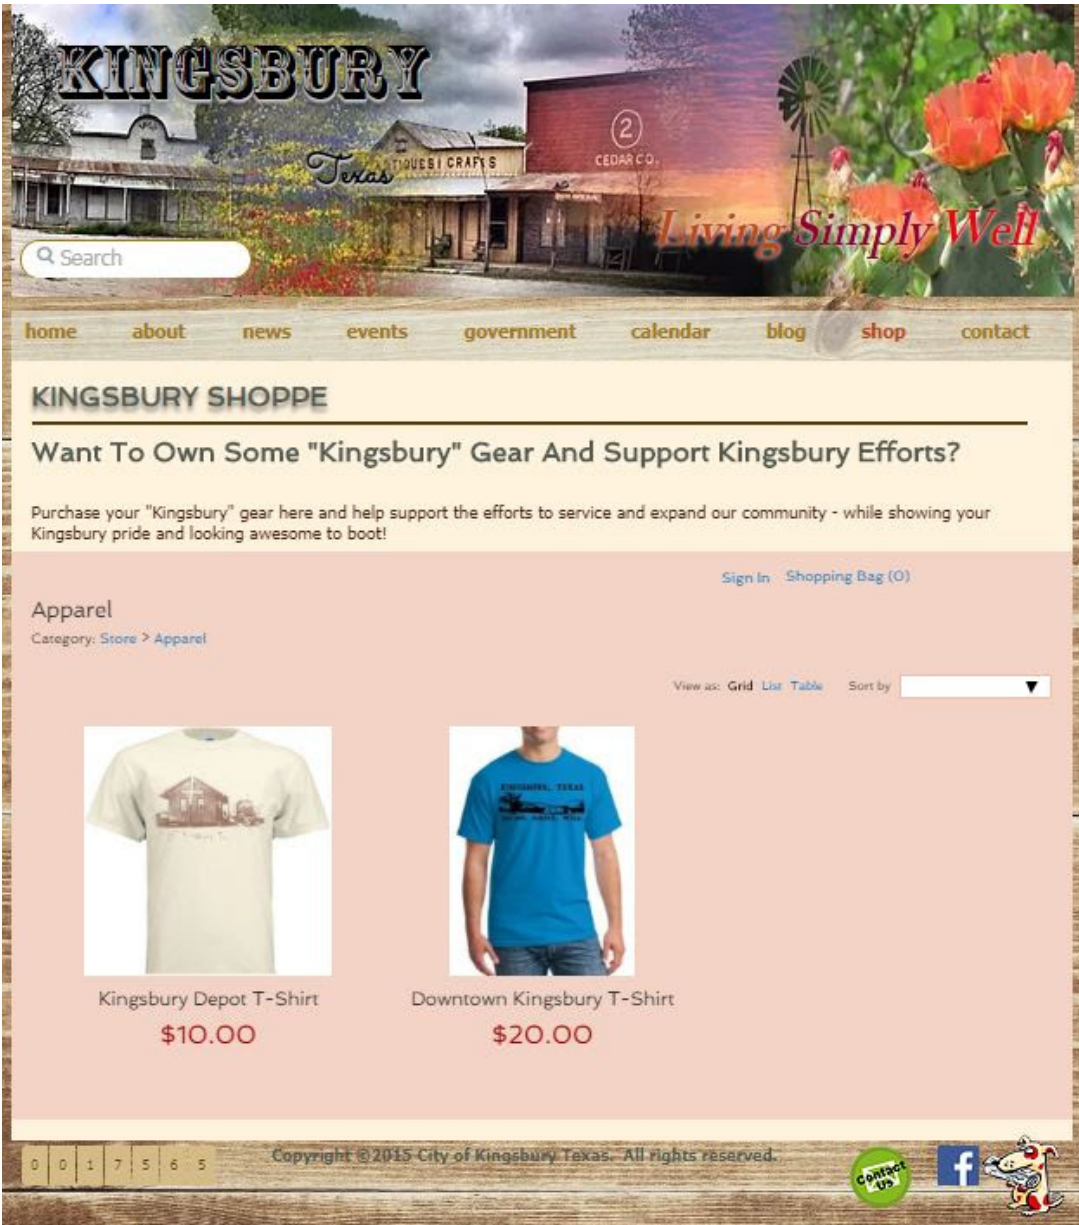 KINGSBURY
Texas
ANTIQUES & CRAFTS
2
CEDAR CO.
Living Simply Well
Search
home about news events government calendar blog shop contact
KINGSBURY SHOPPE
Want To Own Some "Kingsbury" Gear And Support Kingsbury Efforts?
Purchase your "Kingsbury" gear here and help support the efforts to service and expand our community - while showing your
Kingsbury pride and looking awesome to boot!
Sign In Shopping Bag (0)
Apparel
Category: Store > Apparel
View as: Grid List Table Sort by
KINGSBURY, TEXAS
Kingsbury Depot T-Shirt Downtown Kingsbury T-Shirt
$10.00 $20.00
0 0 1 7 5 6 5
Copyright ©2015 City of Kingsbury Texas. All rights reserved.
Contact
US
f